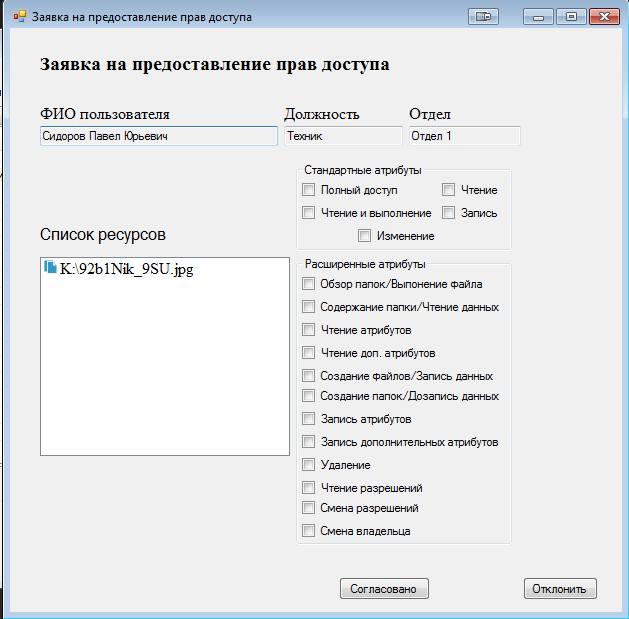 Заявка на предоставление прав доступа
Заявка на предоставление прав доступа
ФИО пользователя Должность Отдел
Сидоров Павел Юрьевич Техник Отдел 1
Стандартные атрибуты
Полный доступ Чтение
Чтение и выполнение Запись
Изменение
Список ресурсов
K:\92b1Nik_9SU.jpg
Расширенные атрибуты
Обзор папок/Выпонение файла
Содержание папки/Чтение данных
Чтение атрибутов
Чтение доп. атрибутов
Создание файлов/Запись данных
Создание папок/Дозапись данных
Запись атрибутов
Запись дополнительных атрибутов
Удаление
Чтение разрешений
Смена разрешений
Смена владельца
Согласовано Отклонить